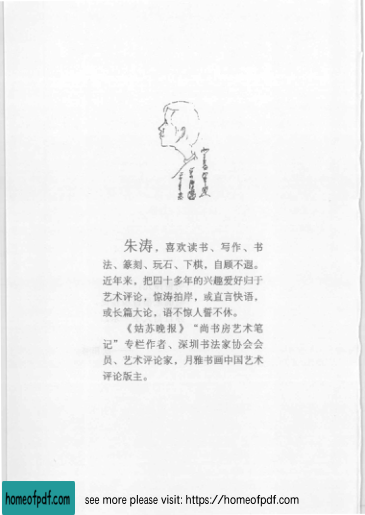 朱涛，喜欢读书、写作、书
法、篆刻、玩石、下棋，自顾不遐。
近年来，把四十多年的兴趣爱好归于
艺术评论，惊涛拍岸，或直言快语，
或长篇大论，语不惊人誓不休。
《姑苏晚报》“尚书房艺术笔
记”专栏作者、深圳书法家协会会
员、艺术评论家，月雅书画中国艺术
评论版主。
homeofpdf.com
see more please visit: https://homeofpdf.com